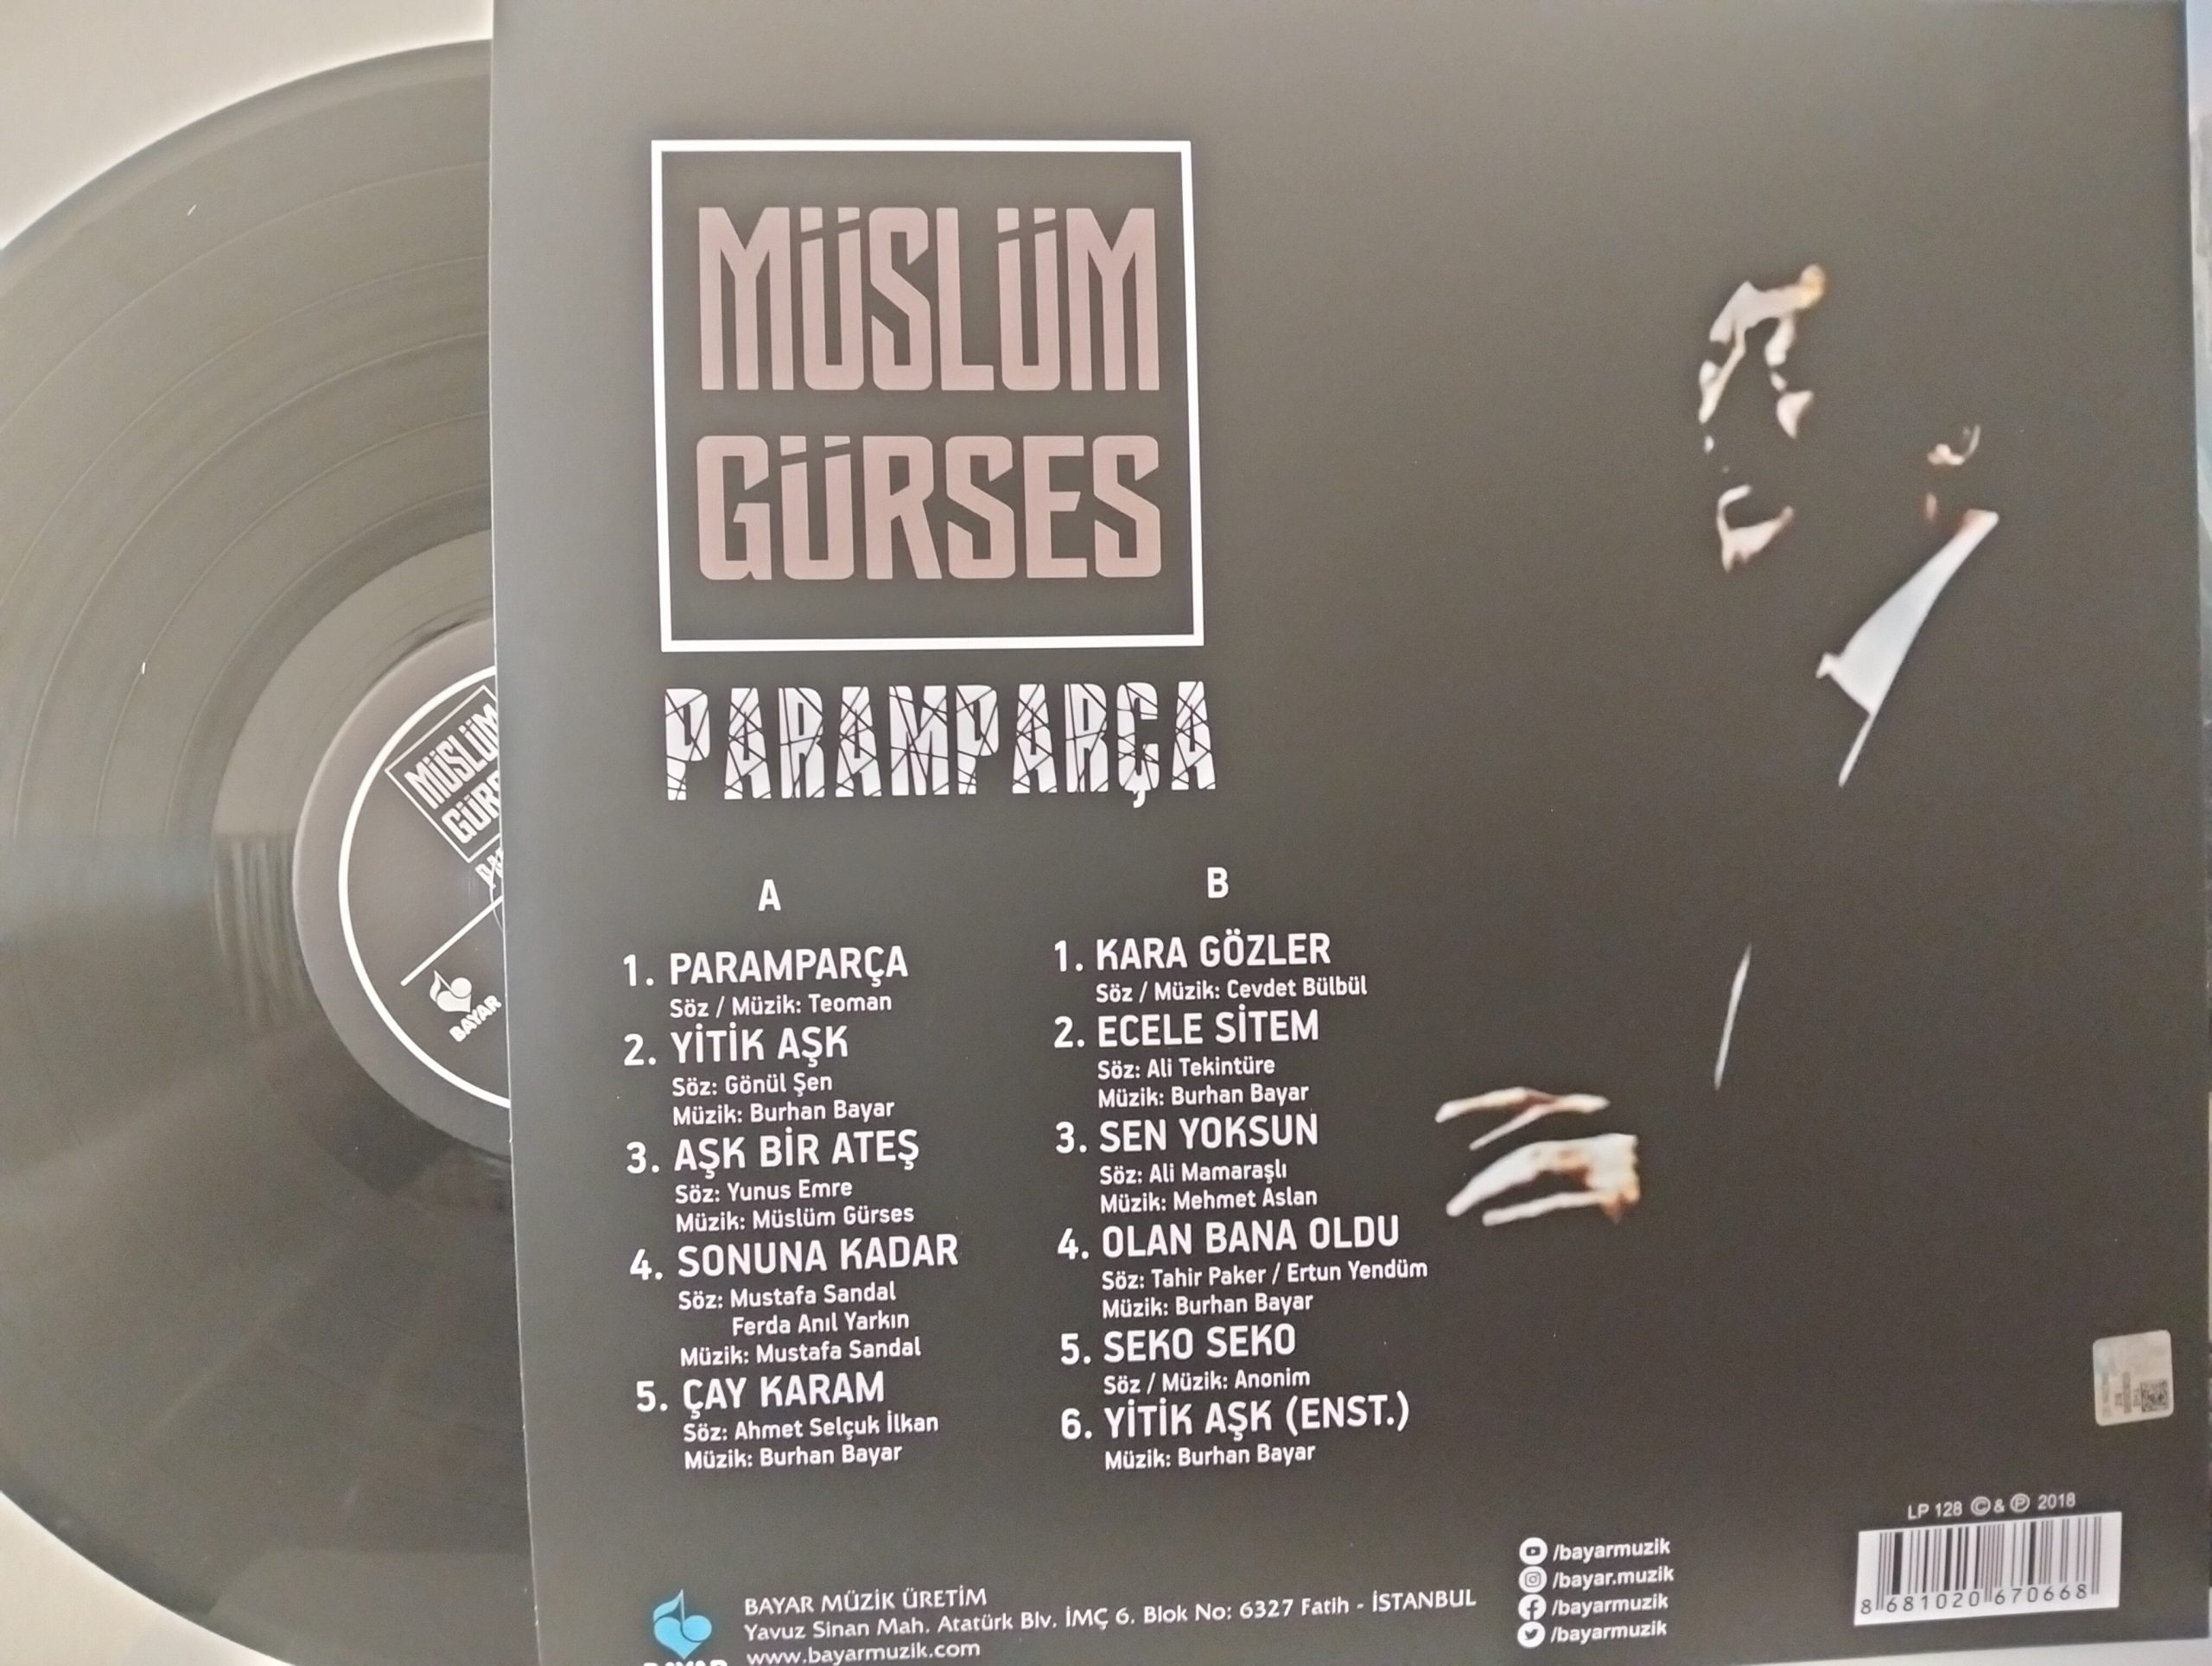 MÜSLÜM
GÜRSES
PARAMPARÇA
A
1. PARAMPARÇA
Söz / Müzik: Teoman
2. YİTİK AŞK
Söz: Gönül Şen
Müzik: Burhan Bayar
3. AŞK BİR ATEŞ
Söz: Yunus Emre
Müzik: Müslüm Gürses
4. SONUNA KADAR
Söz: Mustafa Sandal
Ferda Anıl Yarkın
Müzik: Mustafa Sandal
5. ÇAY KARAM
Söz: Ahmet Selçuk İlkan
Müzik: Burhan Bayar
B
1. KARA GÖZLER
Söz / Müzik: Cevdet Bülbül
2. ECELE SİTEM
Söz: Ali Tekintüre
Müzik: Burhan Bayar
3. SEN YOKSUN
Söz: Ali Mamaraşlı
Müzik: Mehmet Aslan
4. OLAN BANA OLDU
Söz: Tahir Paker / Ertun Yendüm
Müzik: Burhan Bayar
5. SEKO SEKO
Söz / Müzik: Anonim
6. YİTİK AŞK (ENST.)
Müzik: Burhan Bayar
MÜSLÜM
BAYAR
BAYAR MÜZİK ÜRETİM
Yavuz Sinan Mah. Atatürk Blv. İMÇ 6. Blok No: 6327 Fatih - İSTANBUL
www.bayarmuzik.com
BAYAR
/bayarmuzik
/bayar.muzik
/bayarmuzik
/bayarmuzik
LP 128 © & ℗ 2018
8 681020 670668